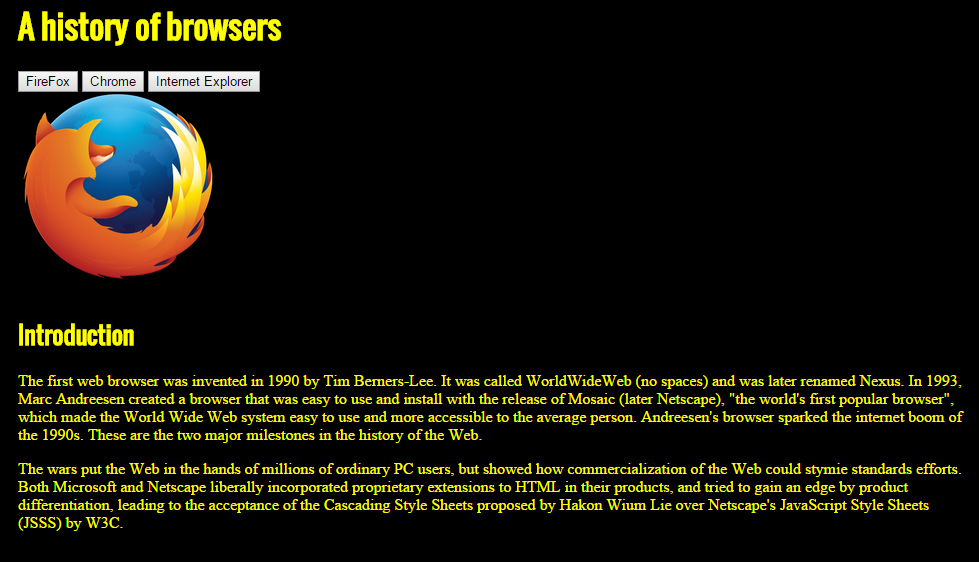 A history of browsers
FireFox Chrome Internet Explorer
Introduction
The first web browser was invented in 1990 by Tim Berners-Lee. It was called WorldWideWeb (no spaces) and was later renamed Nexus. In 1993,
Marc Andreesen created a browser that was easy to use and install with the release of Mosaic (later Netscape), "the world's first popular browser",
which made the World Wide Web system easy to use and more accessible to the average person. Andreesen's browser sparked the internet boom of
the 1990s. These are the two major milestones in the history of the Web.
The wars put the Web in the hands of millions of ordinary PC users, but showed how commercialization of the Web could stymie standards efforts.
Both Microsoft and Netscape liberally incorporated proprietary extensions to HTML in their products, and tried to gain an edge by product
differentiation, leading to the acceptance of the Cascading Style Sheets proposed by Hakon Wium Lie over Netscape's JavaScript Style Sheets
(JSSS) by W3C.